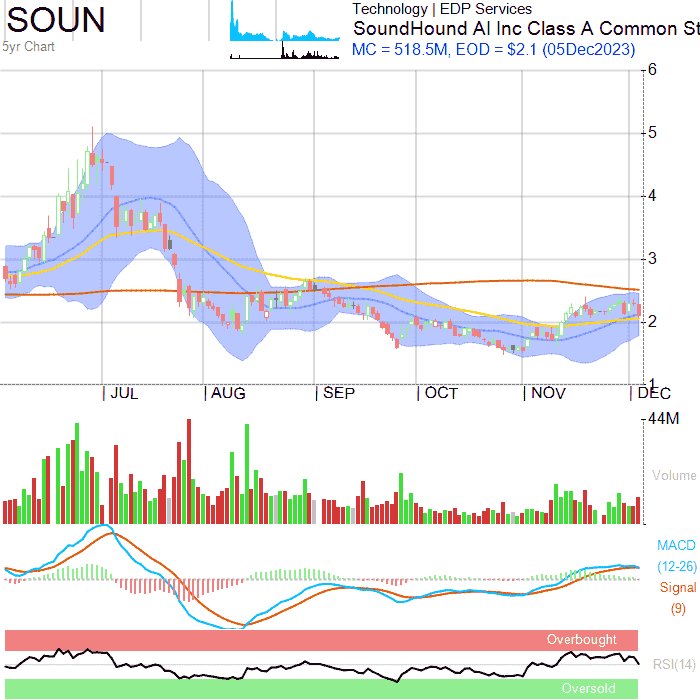 SOUN
5yr Chart
Technology | EDP Services
SoundHound AI Inc Class A Common St
MC = 518.5M, EOD = $2.1 (05Dec2023)
6
5
4
3
2
1
JUL AUG SEP OCT NOV DEC
44M
Volume
MACD
(12-26)
Signal
(9)
Overbought
RSI(14)
Oversold